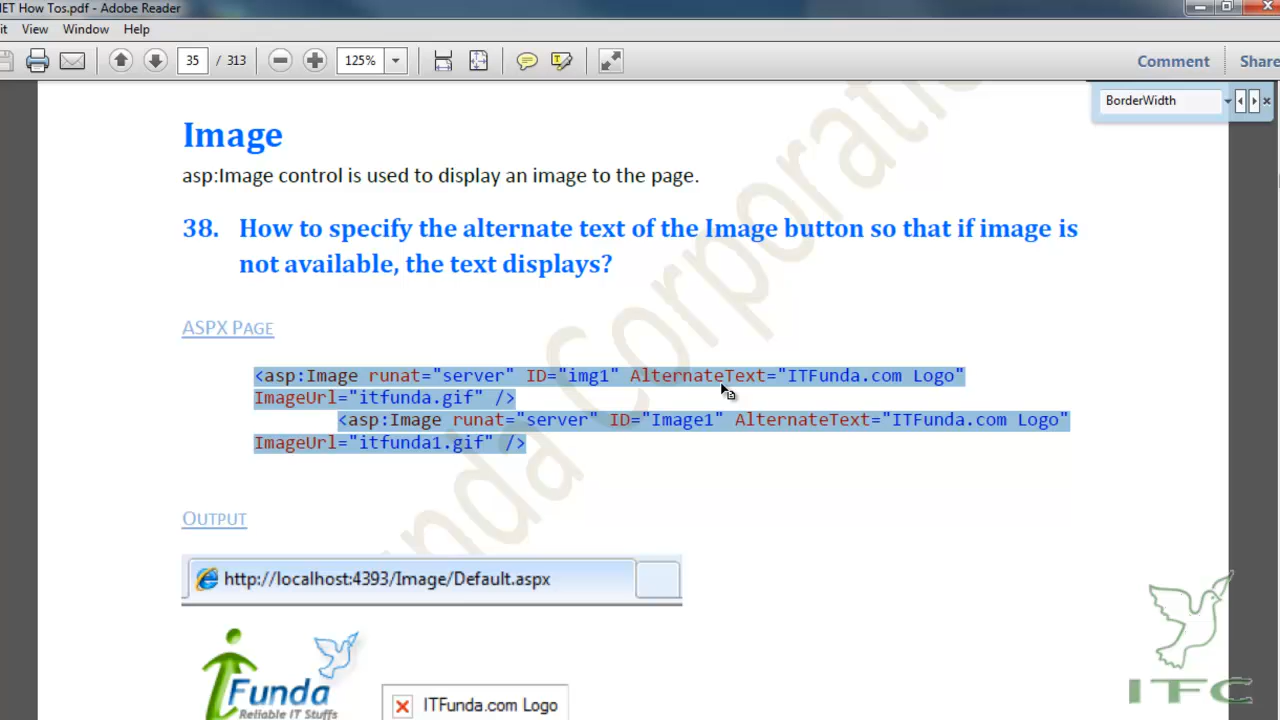 NET How Tos.pdf - Adobe Reader
it View Window Help
35 / 313 125% Comment Share
BorderWidth
Image
asp:Image control is used to display an image to the page.
38. How to specify the alternate text of the Image button so that if image is
not available, the text displays?
ASPX PAGE
<asp:Image runat="server" ID="img1" AlternateText="ITFunda.com Logo"
ImageUrl="itfunda.gif" />
<asp:Image runat="server" ID="Image1" AlternateText="ITFunda.com Logo"
ImageUrl="itfunda1.gif" />
OUTPUT
http://localhost:4393/Image/Default.aspx
iTFunda
Reliable IT Stuffs
ITFunda.com Logo
unda Corporatio
ITFC